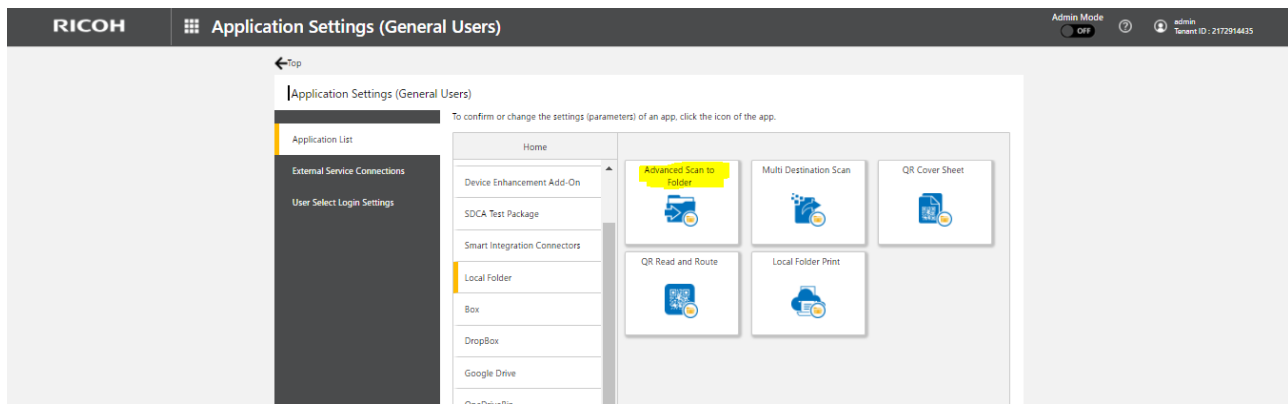 RICOH
Application Settings (General Users)
Admin Mode
OFF
admin
Tenant ID : 2172914435
Top
Application Settings (General Users)
To confirm or change the settings (parameters) of an app, click the icon of the app.
Application List
External Service Connections
User Select Login Settings
Home
Device Enhancement Add-On
SDCA Test Package
Smart Integration Connectors
Local Folder
Box
DropBox
Google Drive
Advanced Scan to
Folder
Multi Destination Scan
QR Cover Sheet
QR Read and Route
Local Folder Print